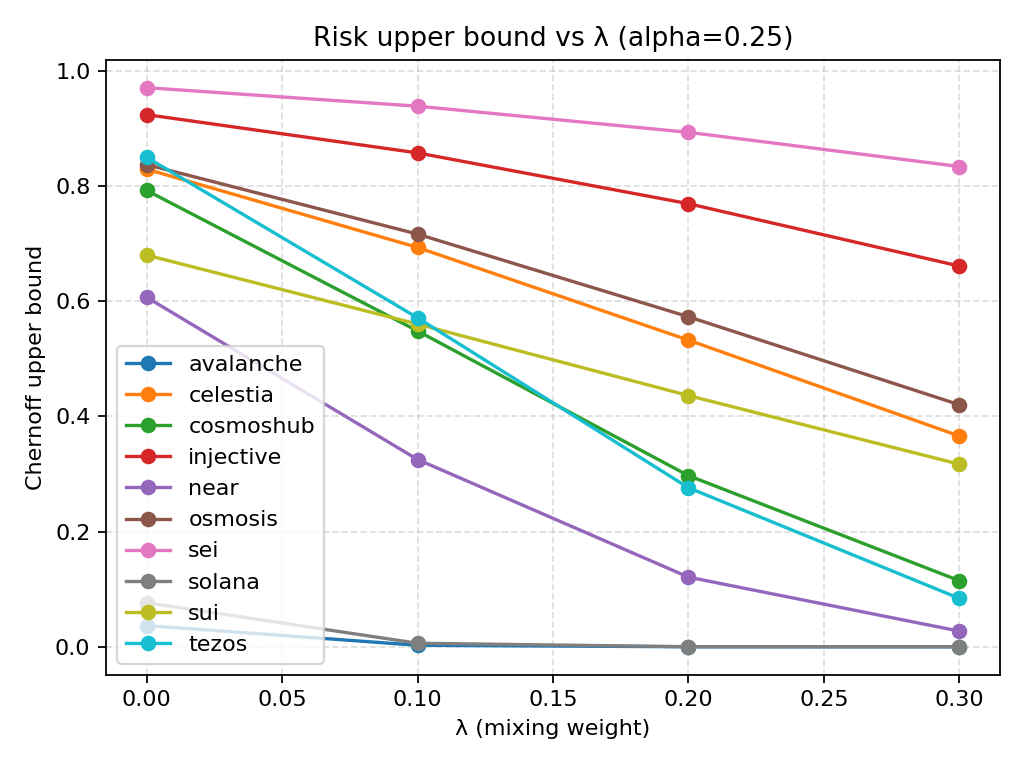 Risk upper bound vs λ (alpha=0.25)
Chernoff upper bound
1.0
0.8
0.6
0.4
0.2
0.0
avalanche
celestia
cosmoshub
injective
near
osmosis
sei
solana
sui
tezos
0.00 0.05 0.10 0.15 0.20 0.25 0.30
λ (mixing weight)